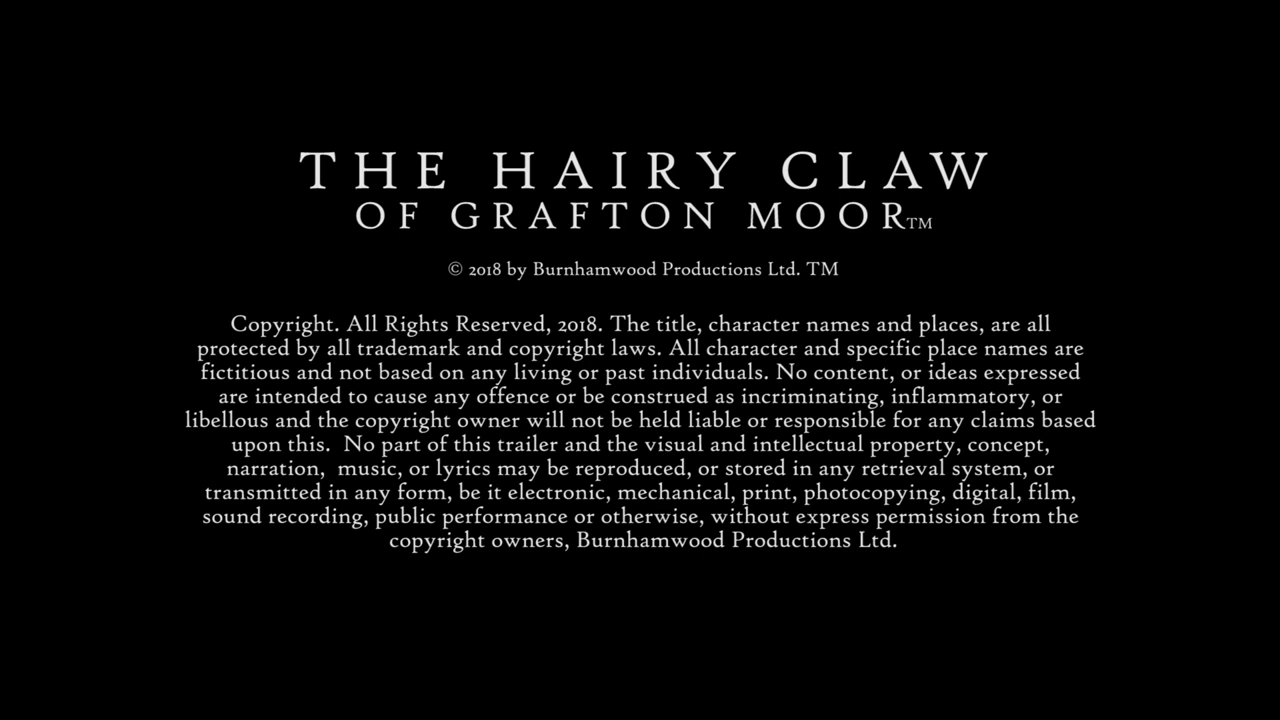 THE HAIRY CLAW
OF GRAFTON MOOR™
© 2018 by Burnhamwood Productions Ltd. TM
Copyright. All Rights Reserved, 2018. The title, character names and places, are all
protected by all trademark and copyright laws. All character and specific place names are
fictitious and not based on any living or past individuals. No content, or ideas expressed
are intended to cause any offence or be construed as incriminating, inflammatory, or
libellous and the copyright owner will not be held liable or responsible for any claims based
upon this.  No part of this trailer and the visual and intellectual property, concept,
narration,  music, or lyrics may be reproduced, or stored in any retrieval system, or
transmitted in any form, be it electronic, mechanical, print, photocopying, digital, film,
sound recording, public performance or otherwise, without express permission from the
copyright owners, Burnhamwood Productions Ltd.